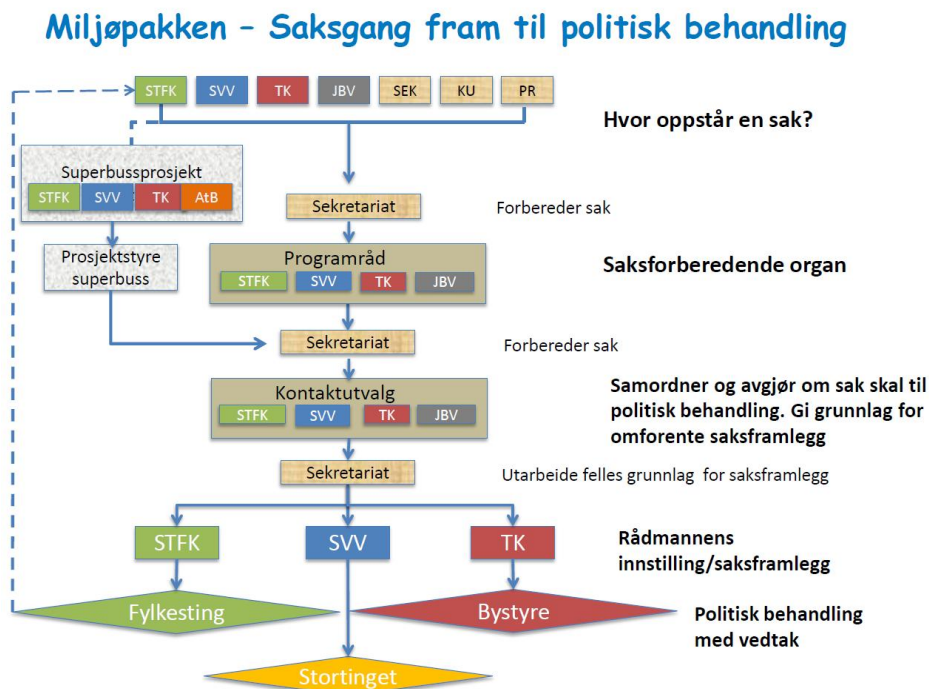 Miljøpakken – Saksgang fram til politisk behandling
STFK SVV TK JBV SEK KU PR
Hvor oppstår en sak?
Superbussprosjekt
STFK SVV TK AtB
Sekretariat
Forbereder sak
Prosjektstyre
superbuss
Programråd
STFK SVV TK JBV
Saksforberedende organ
Sekretariat
Forbereder sak
Kontaktutvalg
STFK SVV TK JBV
Samordner og avgjør om sak skal til
politisk behandling. Gi grunnlag for
omforente saksframlegg
Sekretariat
Utarbeide felles grunnlag for saksframlegg
STFK SVV TK
Rådmannens
innstilling/saksframlegg
Fylkesting
Bystyre
Politisk behandling
med vedtak
Stortinget